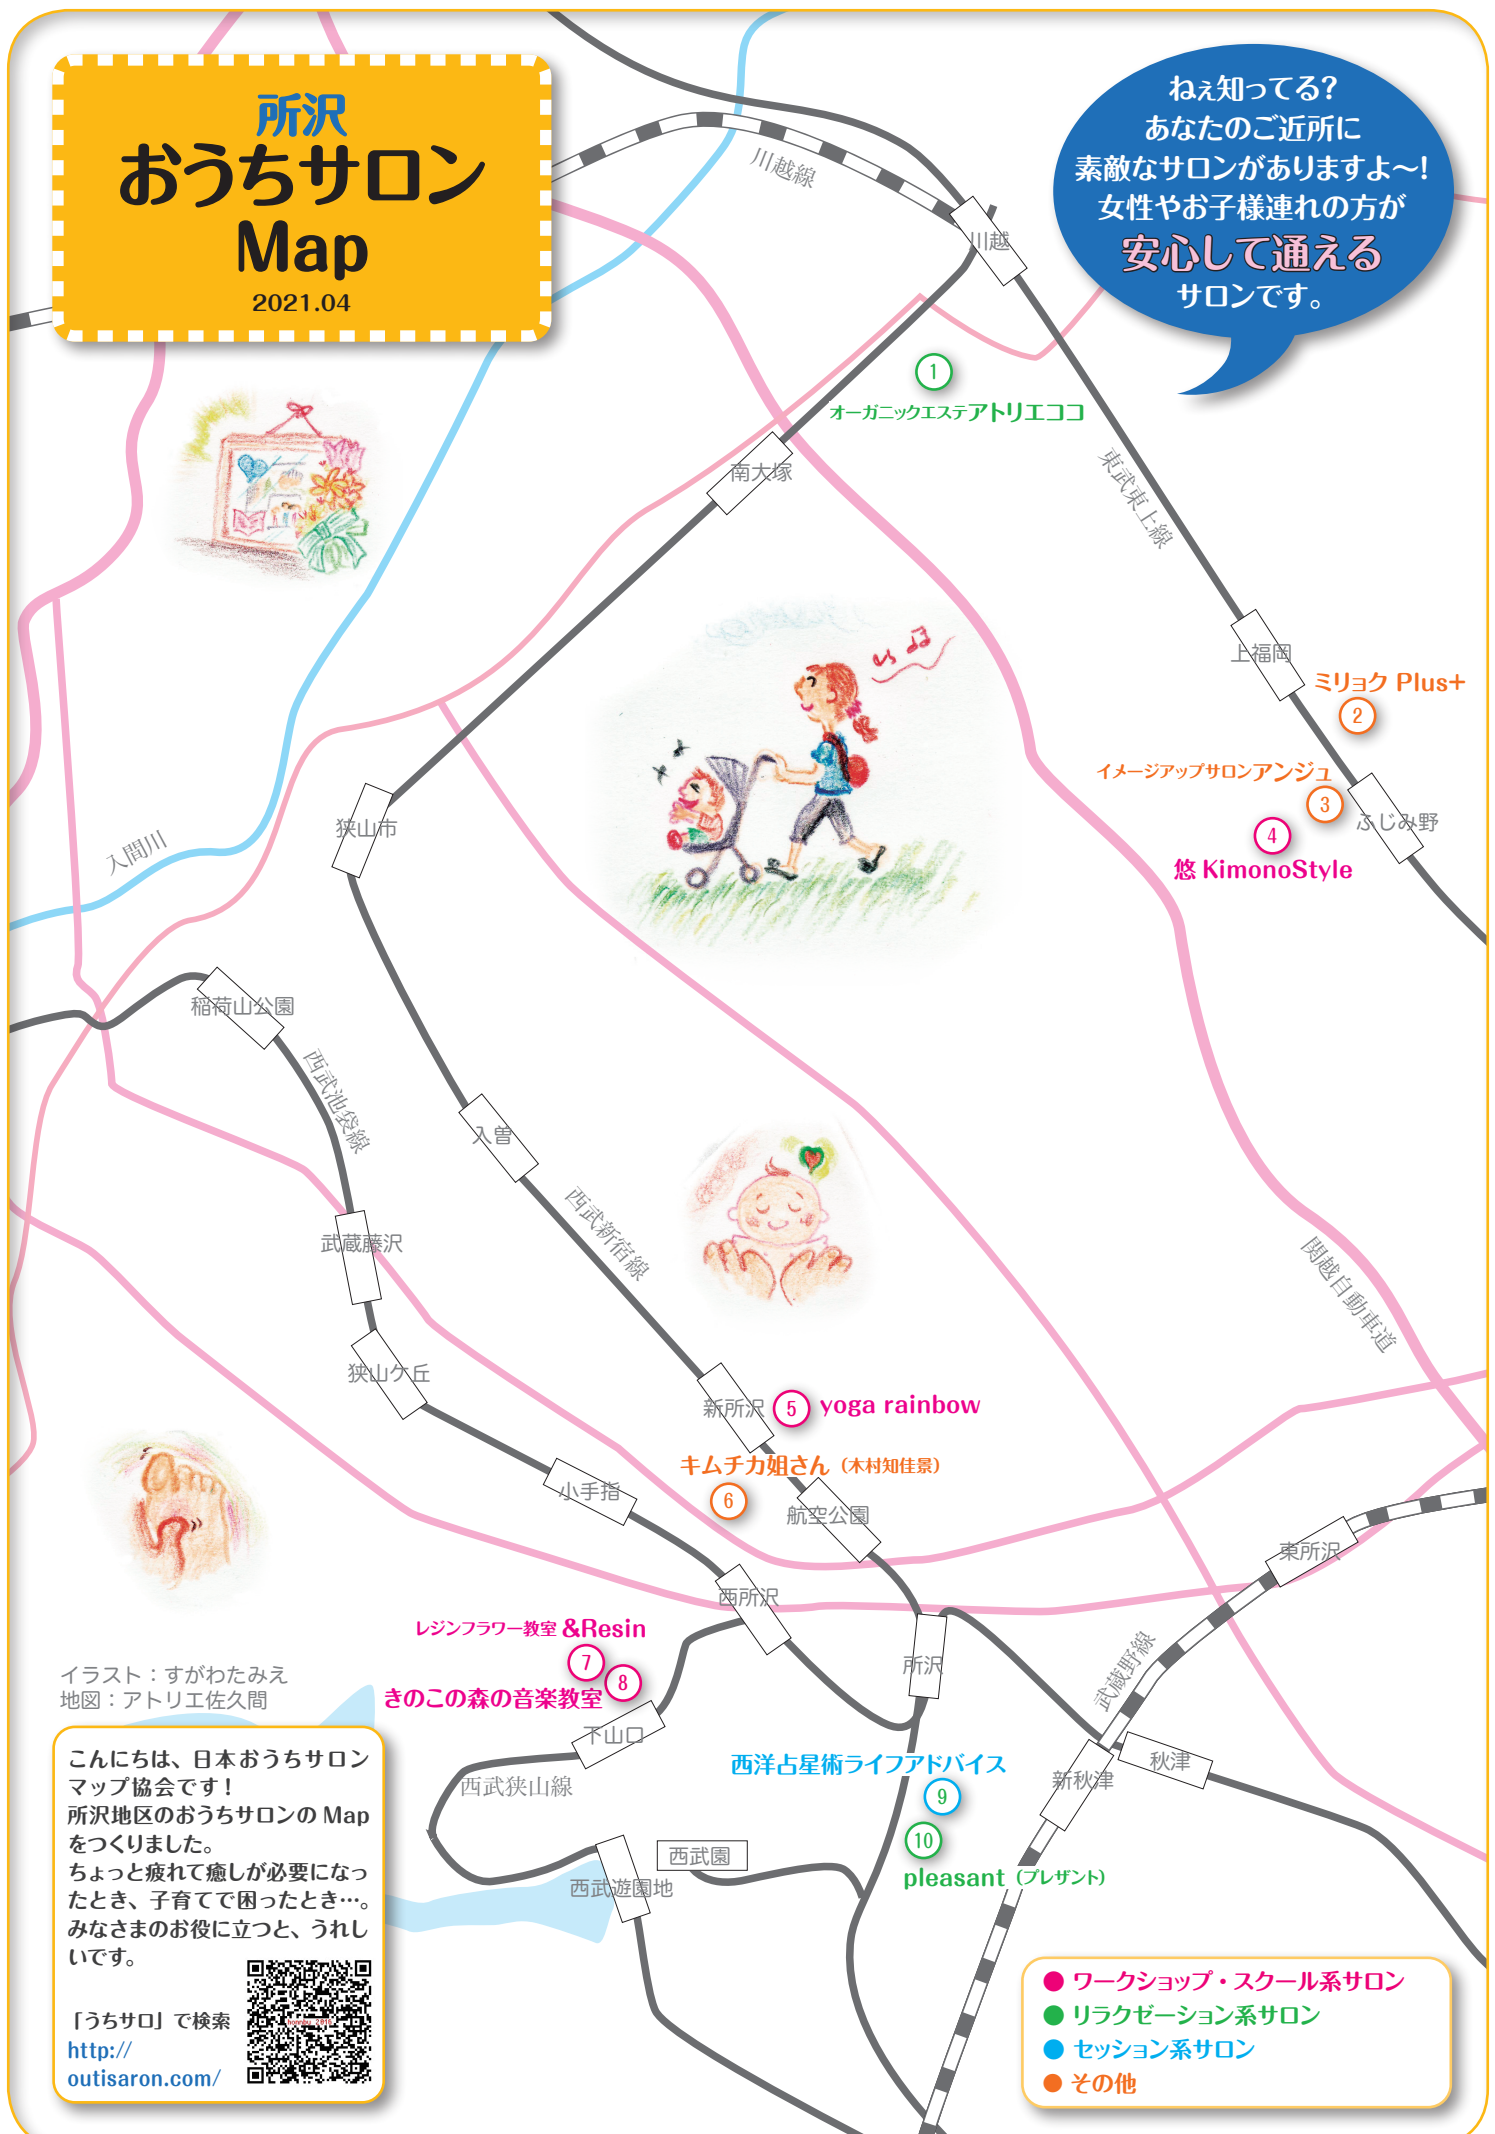 所沢
おうちサロン
Map
2021.04
ねぇ知ってる?
あなたのご近所に
素敵なサロンがありますよ〜!
女性やお子様連れの方が
安心して通える
サロンです。
川越線
川越
1
オーガニックエステアトリエココ
南大塚
東武東上線
上福岡
ミリョク Plus+
2
イメージアップサロンアンジュ
3
ふじみ野
4
悠 KimonoStyle
狭山市
入間川
稲荷山公園
西武池袋線
入曽
西武新宿線
武蔵藤沢
関越自動車道
狭山ケ丘
新所沢
5
yoga rainbow
キムチカ姐さん（木村知佳景）
6
小手指
航空公園
東所沢
西所沢
レジンフラワー教室 &Resin
7
8
きのこの森の音楽教室
所沢
武蔵野線
下山口
西武狭山線
西洋占星術ライフアドバイス
9
10
pleasant（プレザント）
新秋津
秋津
西武園
西武遊園地
イラスト：すがわたみえ
地図：アトリエ佐久間
こんにちは、日本おうちサロン
マップ協会です！
所沢地区のおうちサロンの Map
をつくりました。
ちょっと疲れて癒しが必要になっ
たとき、子育てで困ったとき…。
みなさまのお役に立つと、うれし
いです。
「うちサロ」で検索
http://
outisaron.com/
honnbu 2016
ワークショップ・スクール系サロン
リラクゼーション系サロン
セッション系サロン
その他